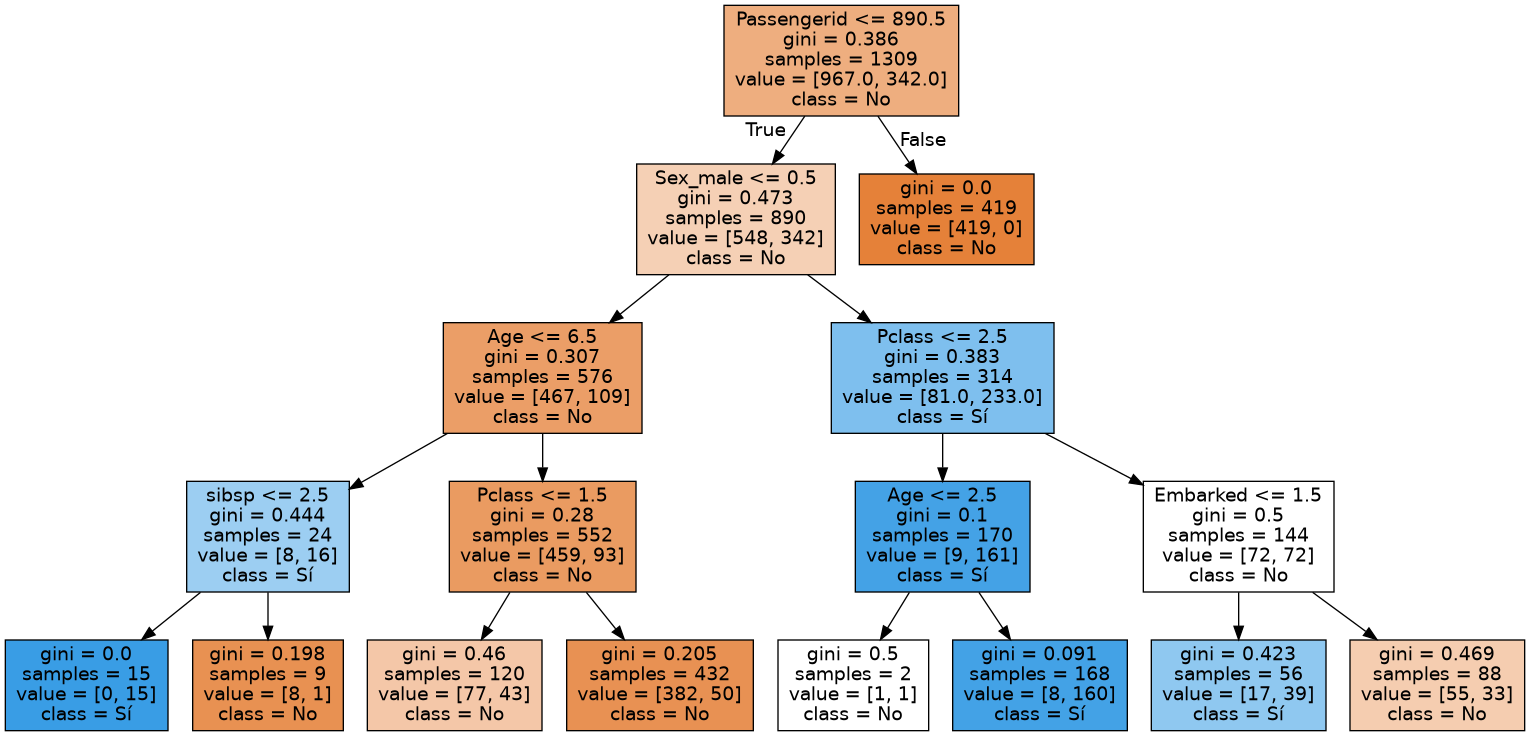 Passengerid <= 890.5
gini = 0.386
samples = 1309
value = [967.0, 342.0]
class = No
True
False
Sex_male <= 0.5
gini = 0.473
samples = 890
value = [548, 342]
class = No
gini = 0.0
samples = 419
value = [419, 0]
class = No
Age <= 6.5
gini = 0.307
samples = 576
value = [467, 109]
class = No
Pclass <= 2.5
gini = 0.383
samples = 314
value = [81.0, 233.0]
class = Sí
sibsp <= 2.5
gini = 0.444
samples = 24
value = [8, 16]
class = Sí
Pclass <= 1.5
gini = 0.28
samples = 552
value = [459, 93]
class = No
Age <= 2.5
gini = 0.1
samples = 170
value = [9, 161]
class = Sí
Embarked <= 1.5
gini = 0.5
samples = 144
value = [72, 72]
class = No
gini = 0.0
samples = 15
value = [0, 15]
class = Sí
gini = 0.198
samples = 9
value = [8, 1]
class = No
gini = 0.46
samples = 120
value = [77, 43]
class = No
gini = 0.205
samples = 432
value = [382, 50]
class = No
gini = 0.5
samples = 2
value = [1, 1]
class = No
gini = 0.091
samples = 168
value = [8, 160]
class = Sí
gini = 0.423
samples = 56
value = [17, 39]
class = Sí
gini = 0.469
samples = 88
value = [55, 33]
class = No